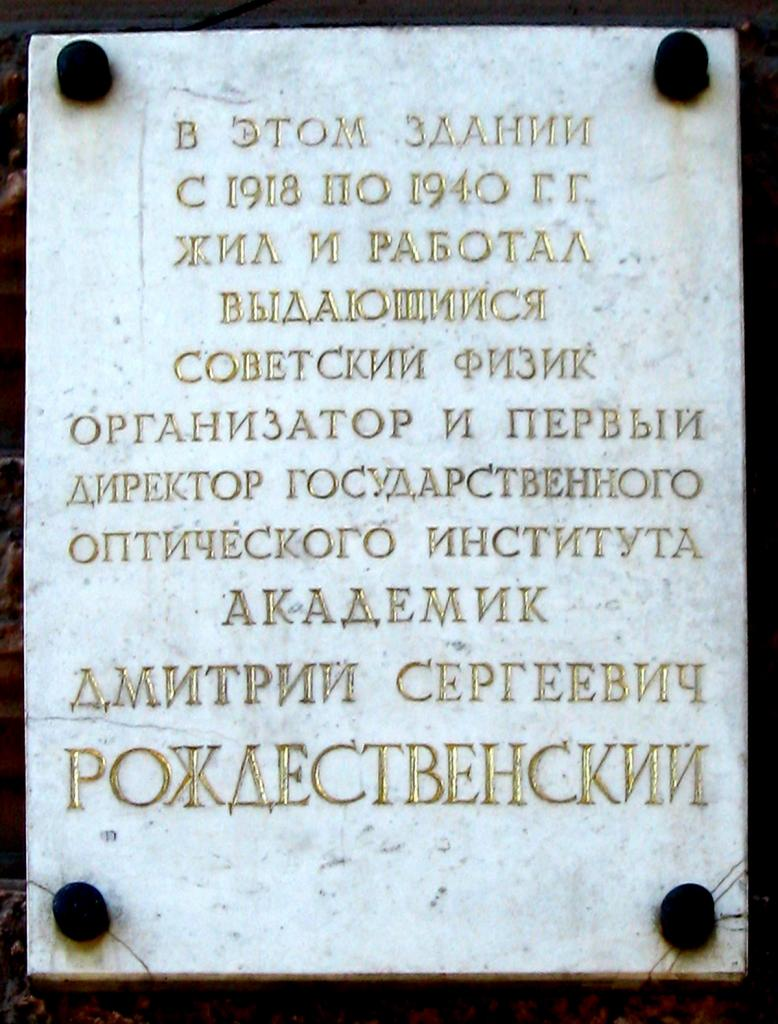 В ЭТОМ ЗДАНИИ
С 1918 ПО 1940 Г. Г.
ЖИЛ И РАБОТАЛ
ВЫДАЮЩИЙСЯ
СОВЕТСКИЙ ФИЗИК
ОРГАНИЗАТОР И ПЕРВЫЙ
ДИРЕКТОР ГОСУДАРСТВЕННОГО
ОПТИЧЕСКОГО ИНСТИТУТА
АКАДЕМИК
ДМИТРИЙ СЕРГЕЕВИЧ
РОЖДЕСТВЕНСКИЙ